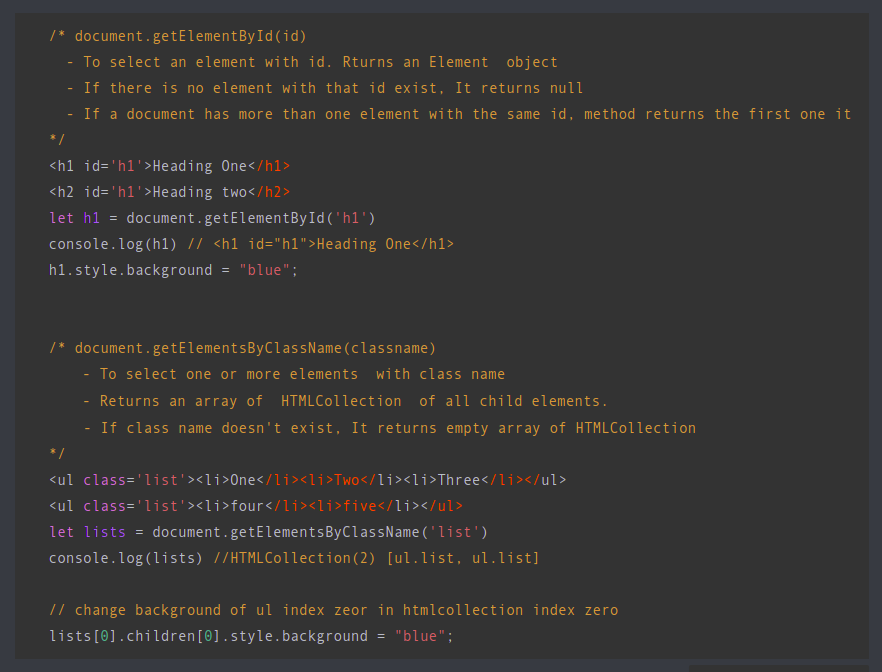 /* document.getElementById(id)
- To select an element with id. Rturns an Element  object
- If there is no element with that id exist, It returns null
- If a document has more than one element with the same id, method returns the first one it
*/
<h1 id='h1'>Heading One</h1>
<h2 id='h1'>Heading two</h2>
let h1 = document.getElementById('h1')
console.log(h1) // <h1 id="h1">Heading One</h1>
h1.style.background = "blue";
/* document.getElementsByClassName(classname)
- To select one or more elements  with class name
- Returns an array of  HTMLCollection  of all child elements.
- If class name doesn't exist, It returns empty array of HTMLCollection
*/
<ul class='list'><li>One</li><li>Two</li><li>Three</li></ul>
<ul class='list'><li>four</li><li>five</li></ul>
let lists = document.getElementsByClassName('list')
console.log(lists) //HTMLCollection(2) [ul.list, ul.list]
// change background of ul index zeor in htmlcollection index zero
lists[0].children[0].style.background = "blue";